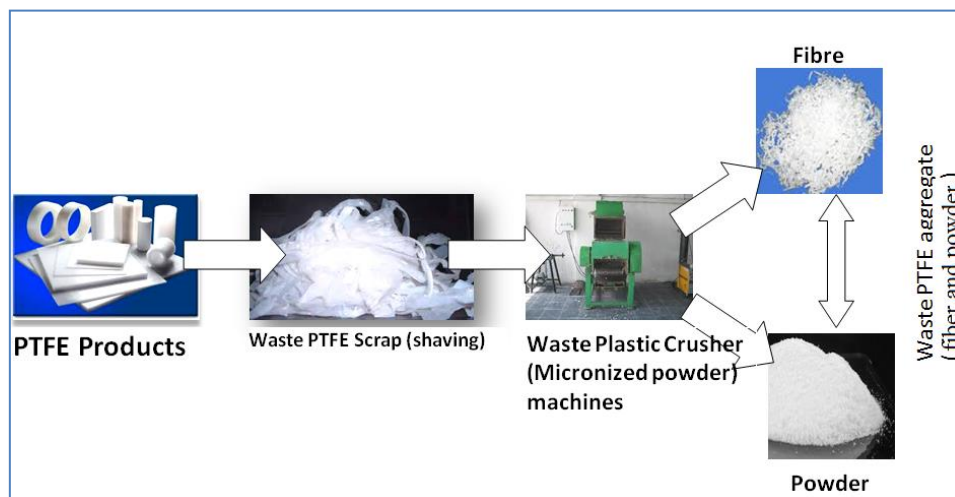 PTFE Products
Waste PTFE Scrap (shaving)
Waste Plastic Crusher
(Micronized powder)
machines
Fibre
Powder
Waste PTFE aggregate
( fiber and powder )